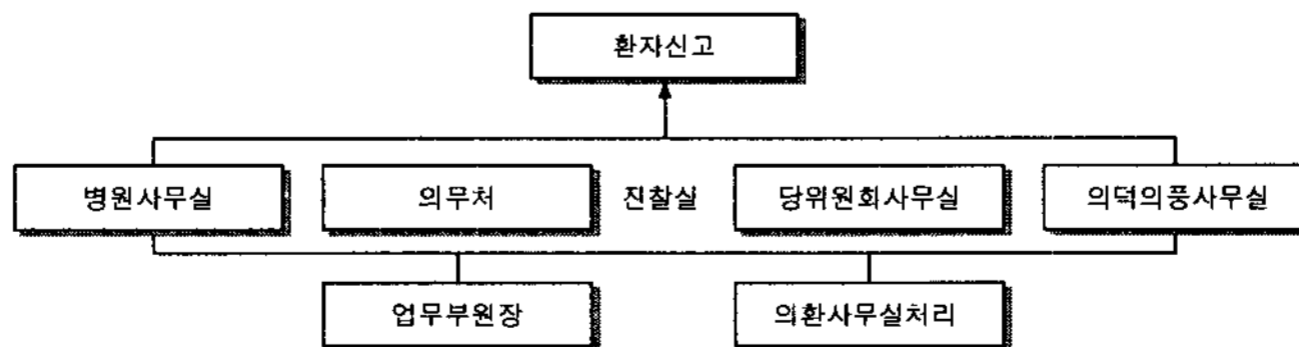 환자신고
병원사무실 의무처 진찰실 당위원회사무실 의덕의풍사무실
업무부원장 의환사무실처리